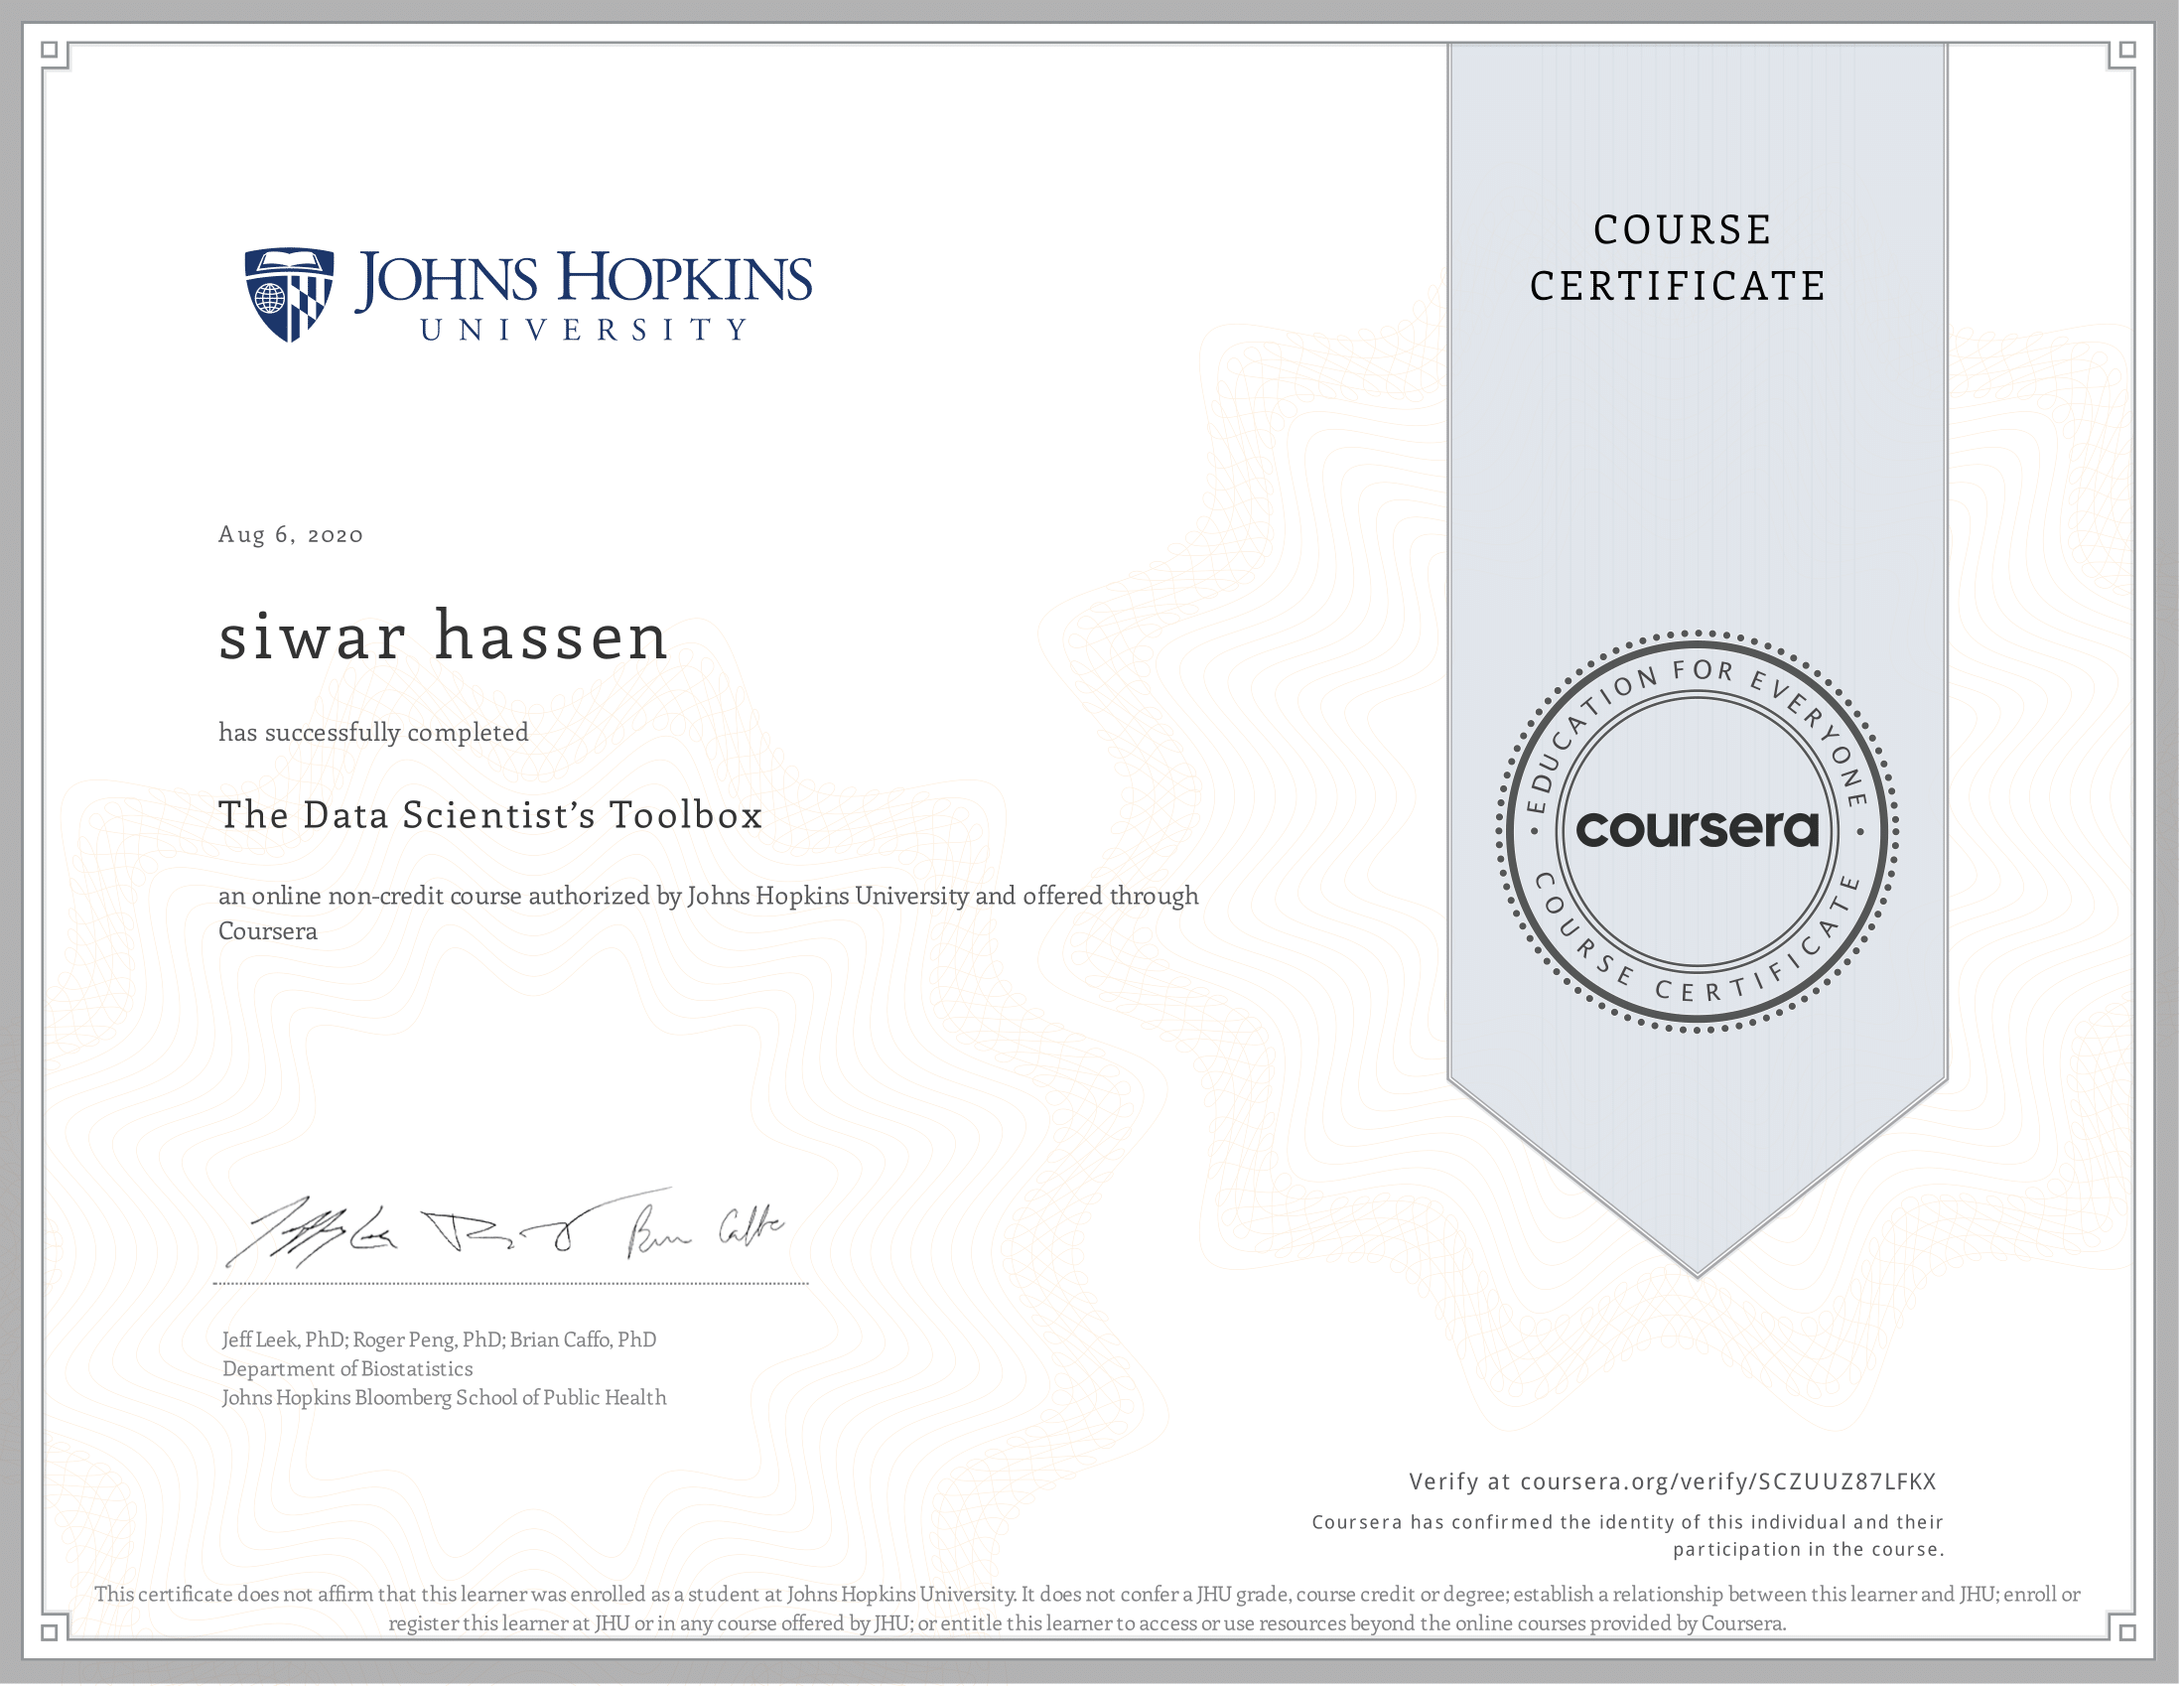 JOHNS HOPKINS
UNIVERSITY
COURSE
CERTIFICATE
Aug 6, 2020
siwar hassen
has successfully completed
The Data Scientist’s Toolbox
an online non-credit course authorized by Johns Hopkins University and offered through
Coursera
EDUCATION FOR EVERYONE
coursera
COURSE CERTIFICATE
Jeff Leek, PhD; Roger Peng, PhD; Brian Caffo, PhD
Department of Biostatistics
Johns Hopkins Bloomberg School of Public Health
Verify at coursera.org/verify/SCZUUZ87LFKX
Coursera has confirmed the identity of this individual and their
participation in the course.
This certificate does not affirm that this learner was enrolled as a student at Johns Hopkins University. It does not confer a JHU grade, course credit or degree; establish a relationship between this learner and JHU; enroll or
register this learner at JHU or in any course offered by JHU; or entitle this learner to access or use resources beyond the online courses provided by Coursera.